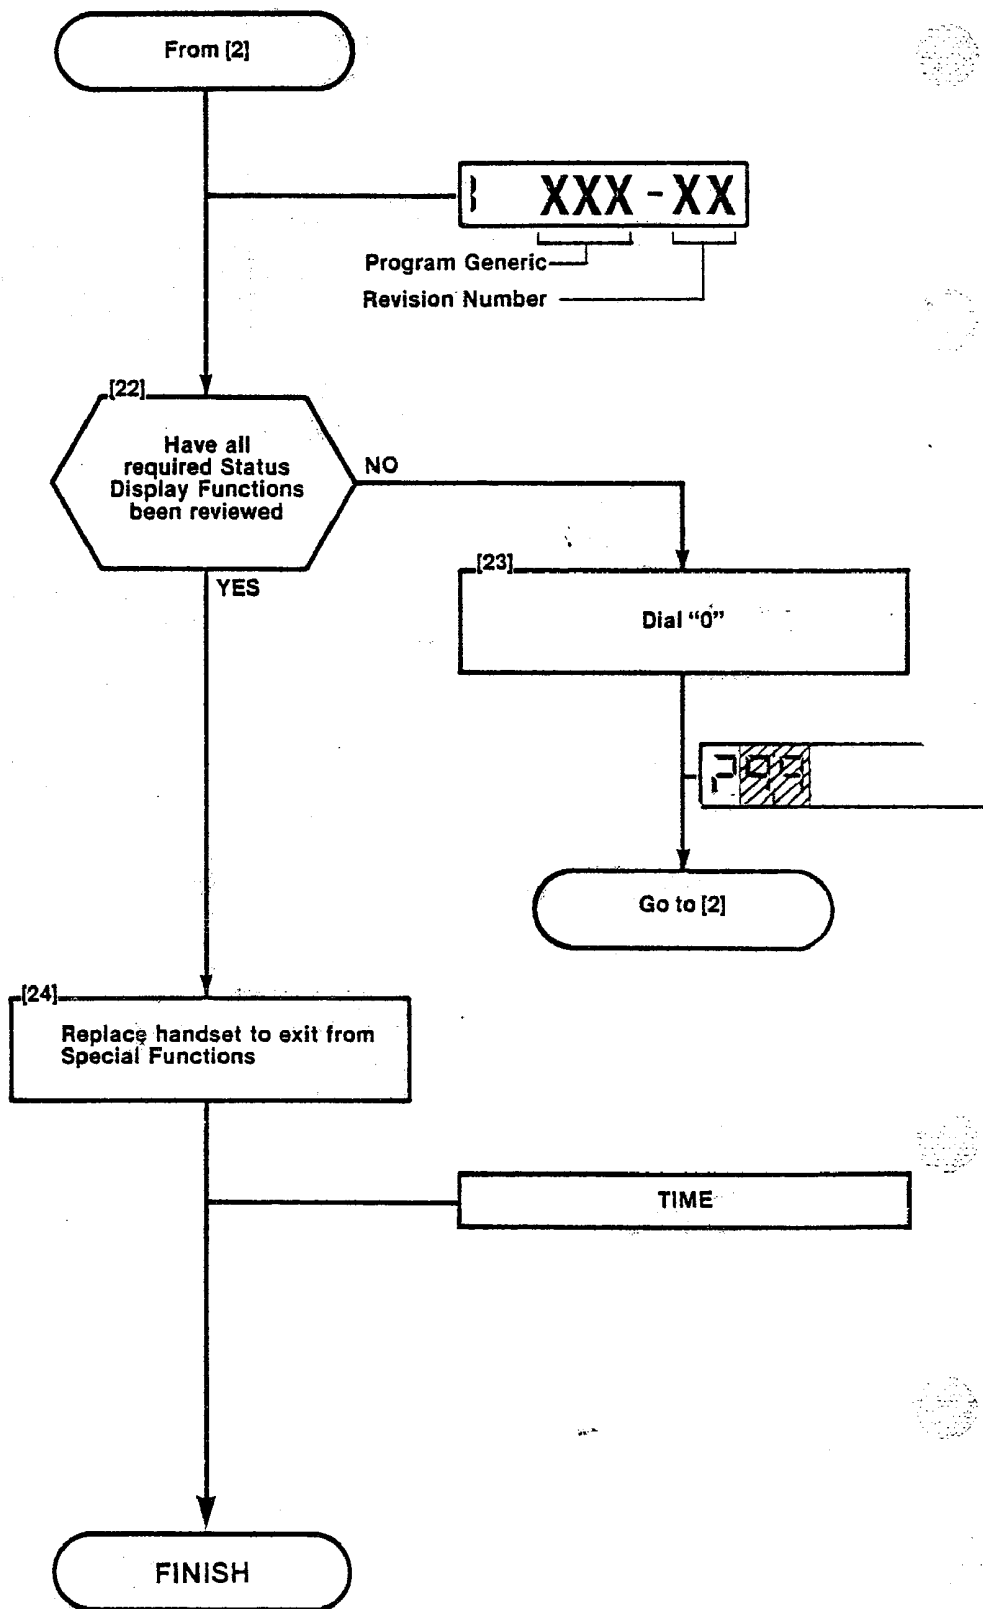 From [2]
XXX - XX
Program Generic
Revision Number
[22]
Have all
required Status
Display Functions
been reviewed
NO
YES
[23]
Dial “0”
Go to [2]
[24]
Replace handset to exit from
Special Functions
TIME
FINISH